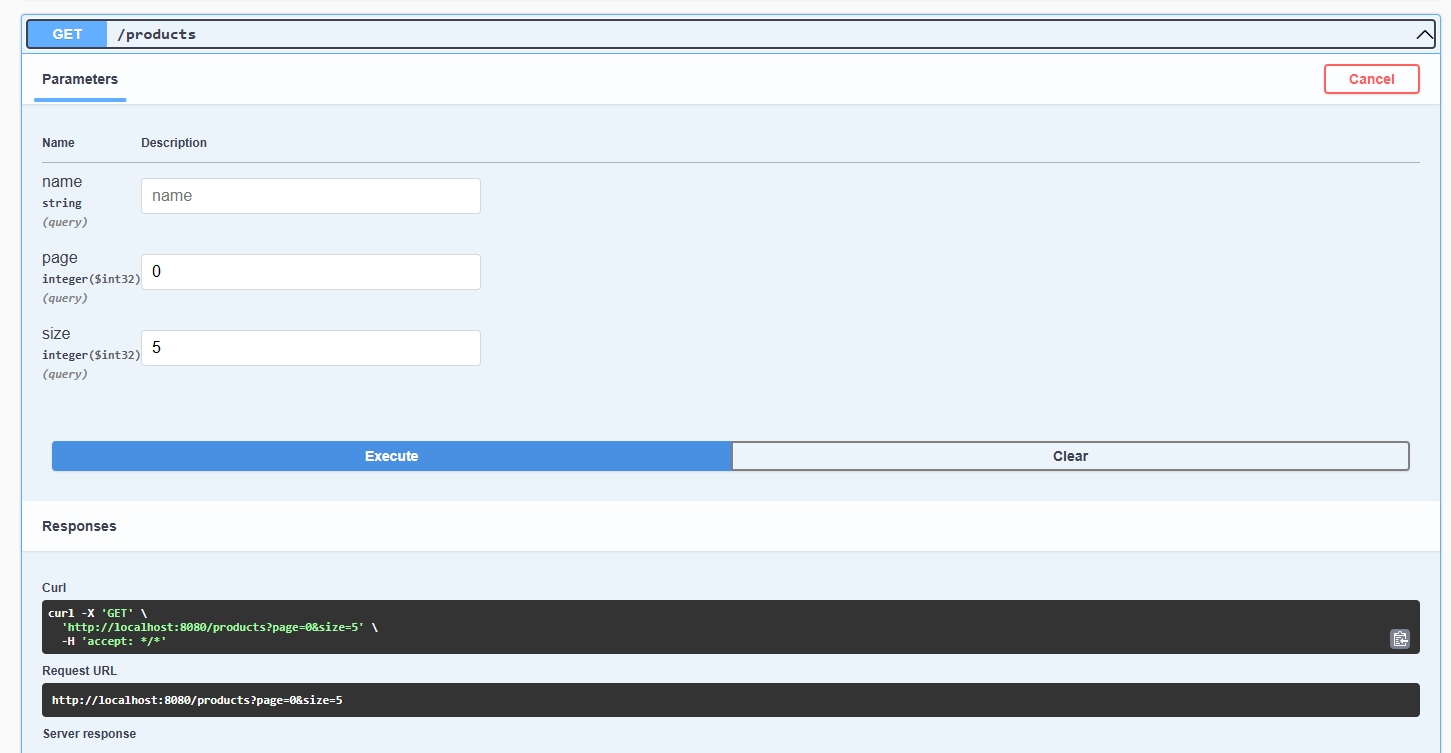 GET /products
Parameters Cancel
Name Description
name
string
(query)
name
page
integer($int32)
(query)
0
size
integer($int32)
(query)
5
Execute Clear
Responses
Curl
curl -X 'GET' \
'http://localhost:8080/products?page=0&size=5' \
-H 'accept: */*'
Request URL
http://localhost:8080/products?page=0&size=5
Server response